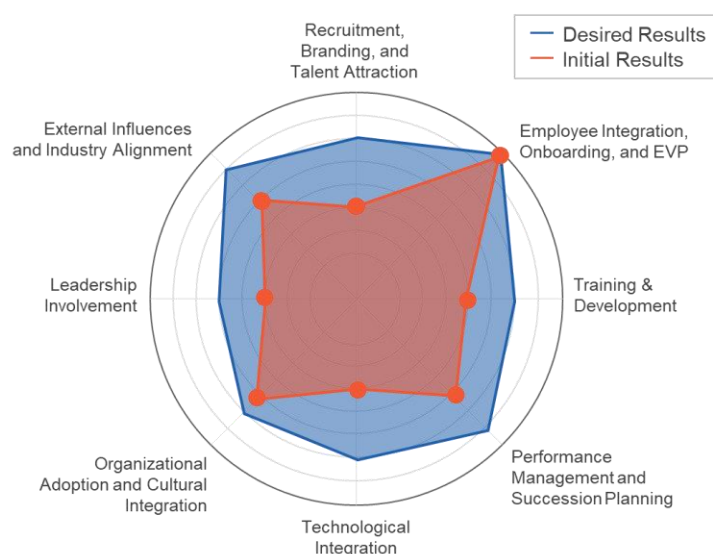 Recruitment,
Branding, and
Talent Attraction
Desired Results
Initial Results
External Influences
and Industry Alignment
Employee Integration,
Onboarding, and EVP
Leadership
Involvement
Training &
Development
Organizational
Adoption and Cultural
Integration
Performance
Management and
Succession Planning
Technological
Integration